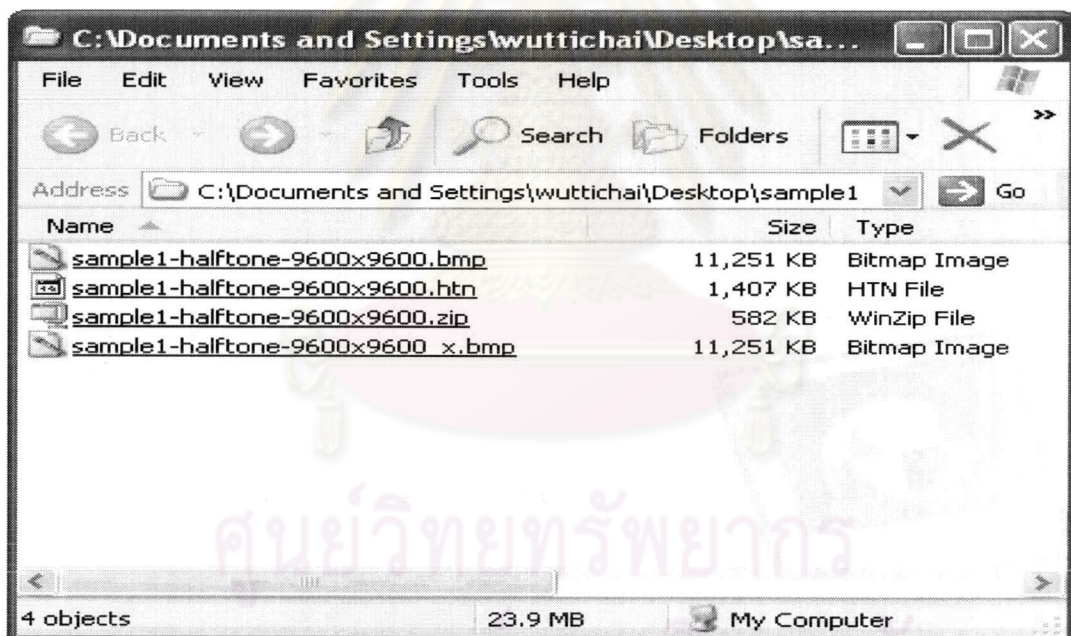 C:\Documents and Settings\wuttichai\Desktop\sa...
File Edit View Favorites Tools Help
Back Search Folders »
Address C:\Documents and Settings\wuttichai\Desktop\sample1 Go
Name Size Type
sample1-halftone-9600x9600.bmp 11,251 KB Bitmap Image
sample1-halftone-9600x9600.htn 1,407 KB HTN File
sample1-halftone-9600x9600.zip 582 KB WinZip File
sample1-halftone-9600x9600_x.bmp 11,251 KB Bitmap Image
ศูนย์วิทยทรัพยากร
4 objects 23.9 MB My Computer